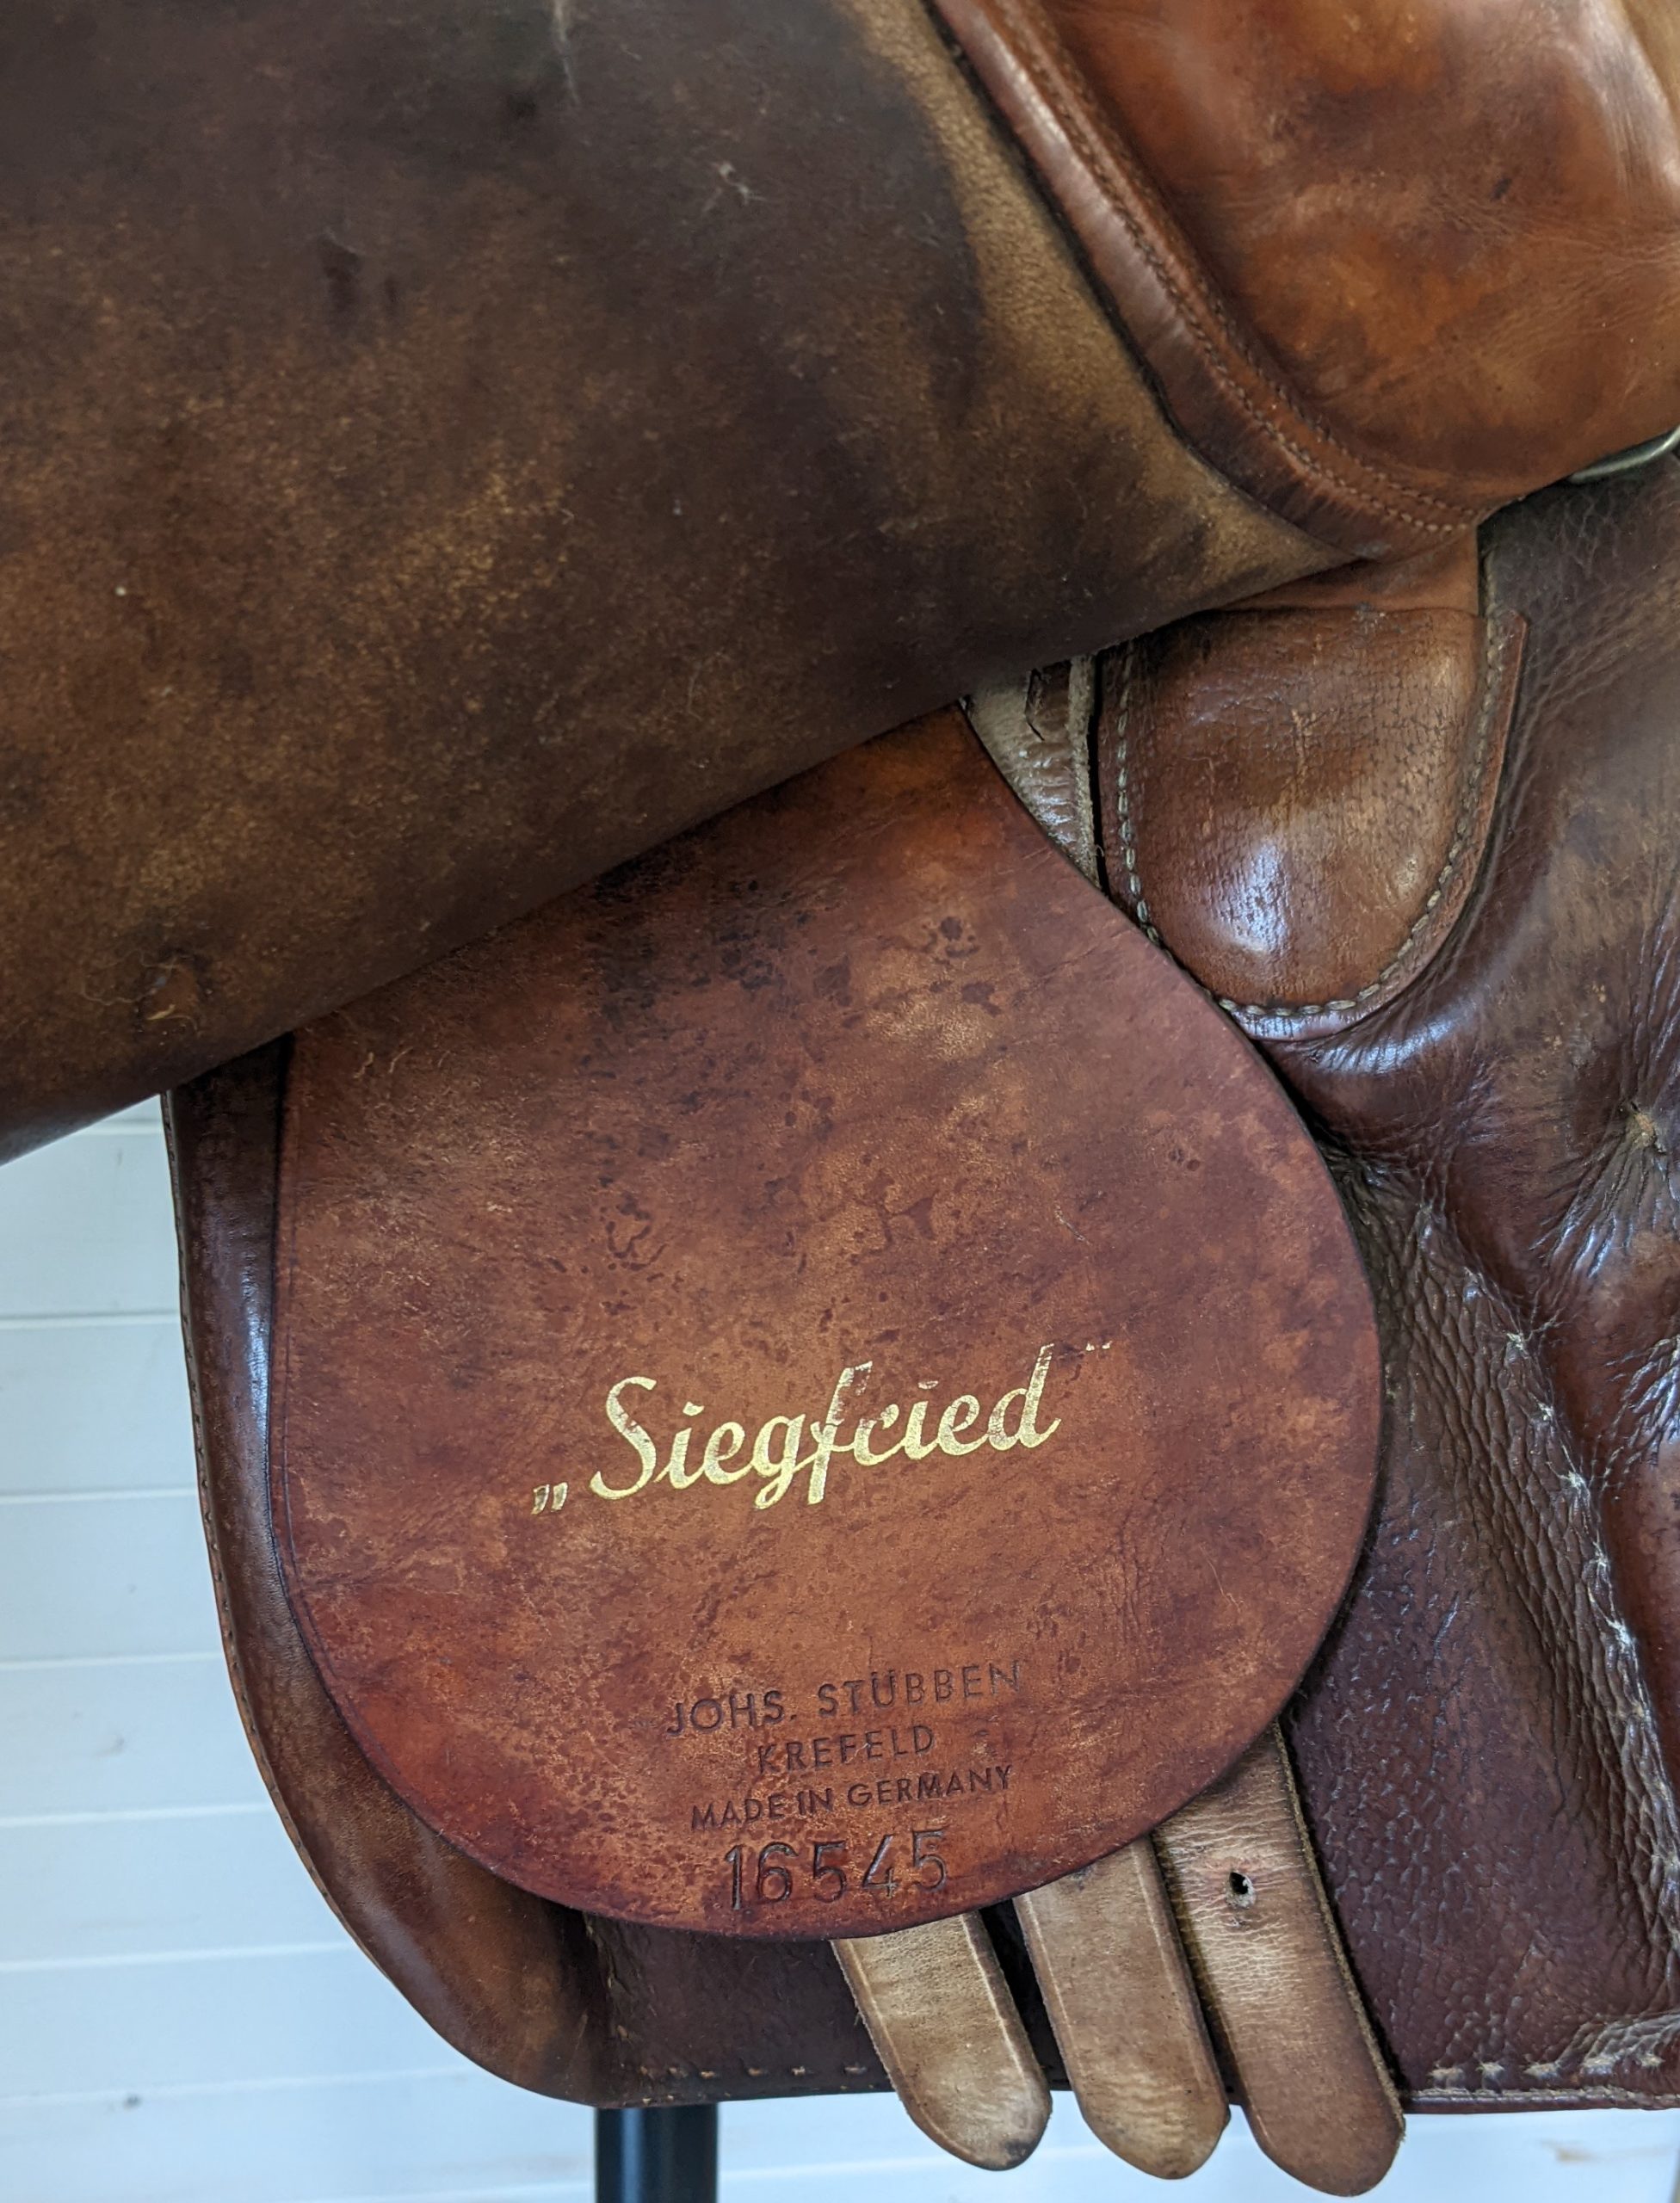 „Siegfried“
JOHS. STÜBBEN
KREFELD
MADE IN GERMANY
16545